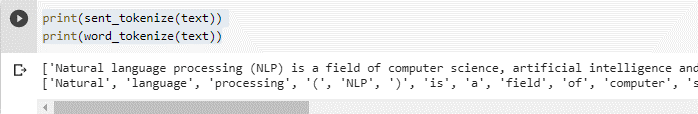 print(sent_tokenize(text))
print(word_tokenize(text))
['Natural language processing (NLP) is a field of computer science, artificial intelligence and
['Natural', 'language', 'processing', '(', 'NLP', ')', 'is', 'a', 'field', 'of', 'computer', 's